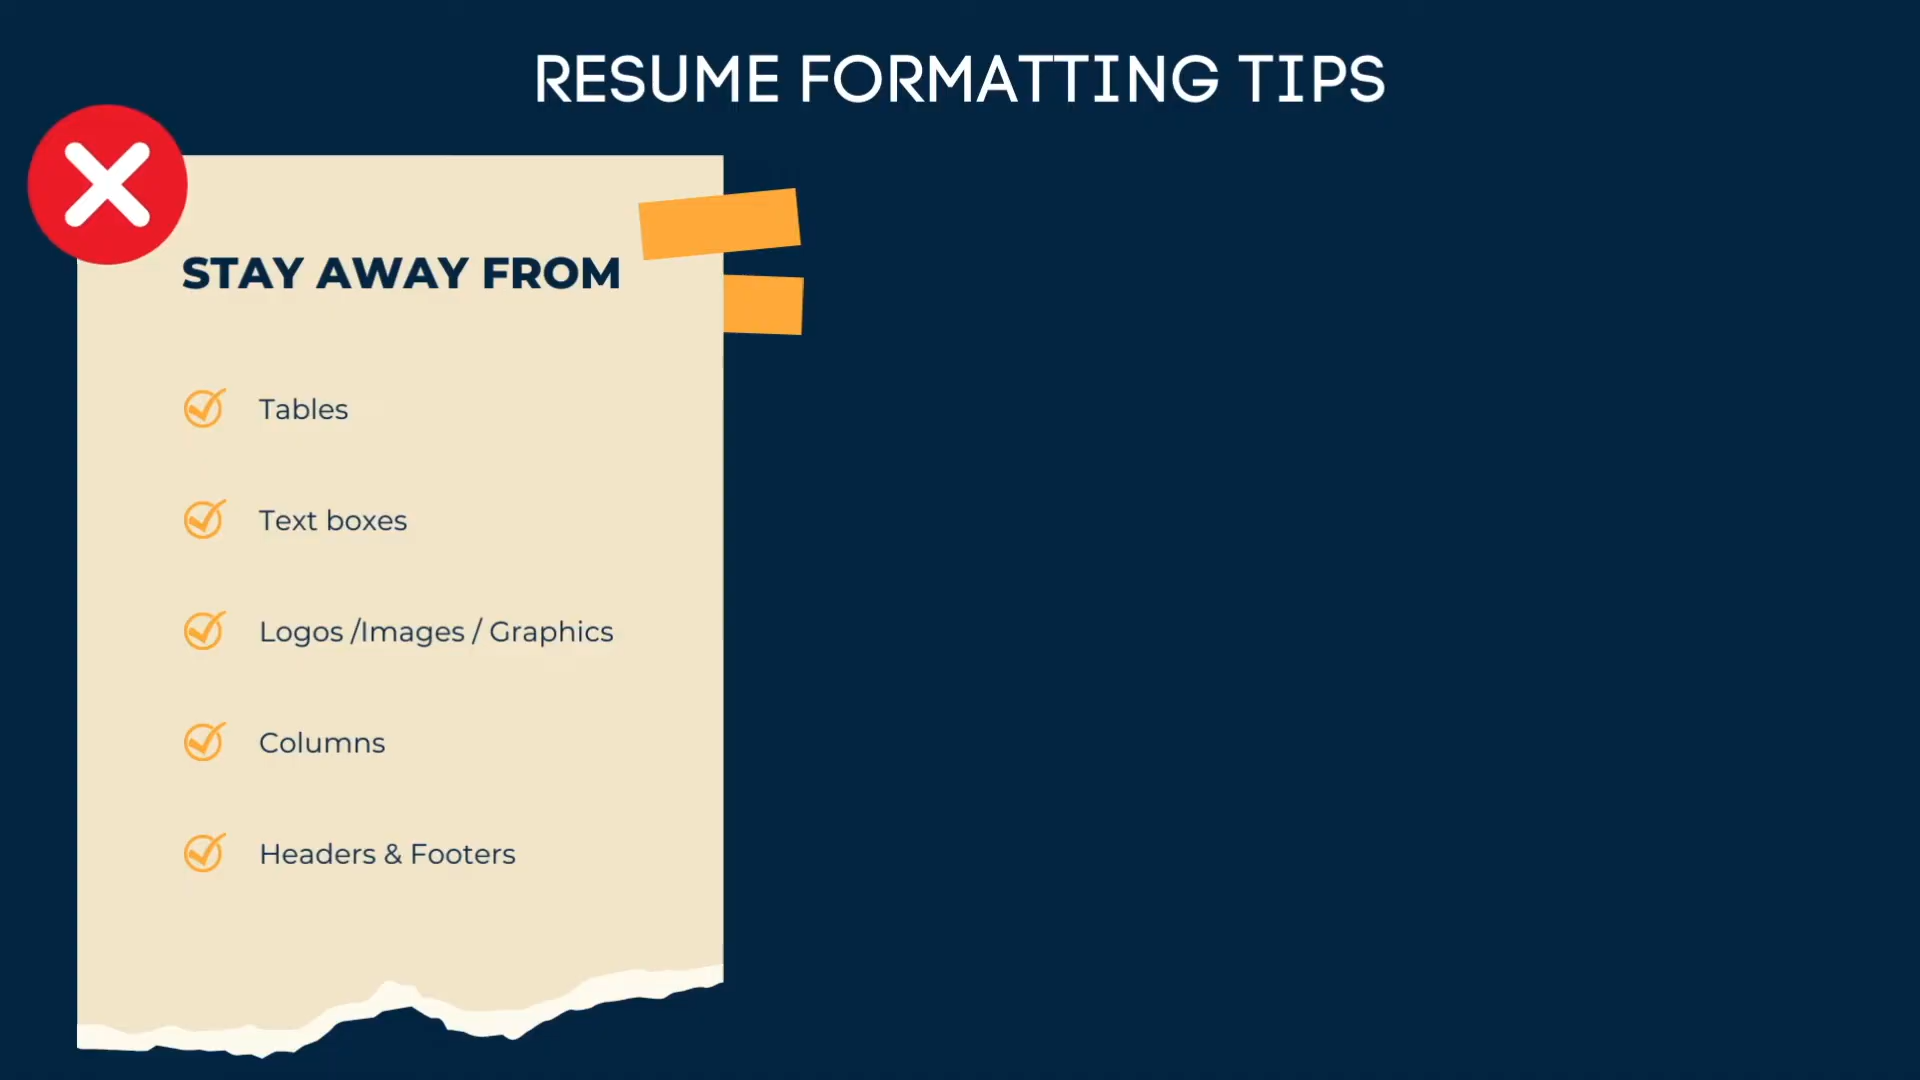 RESUME FORMATTING TIPS
STAY AWAY FROM
Tables
Text boxes
Logos /Images / Graphics
Columns
Headers & Footers